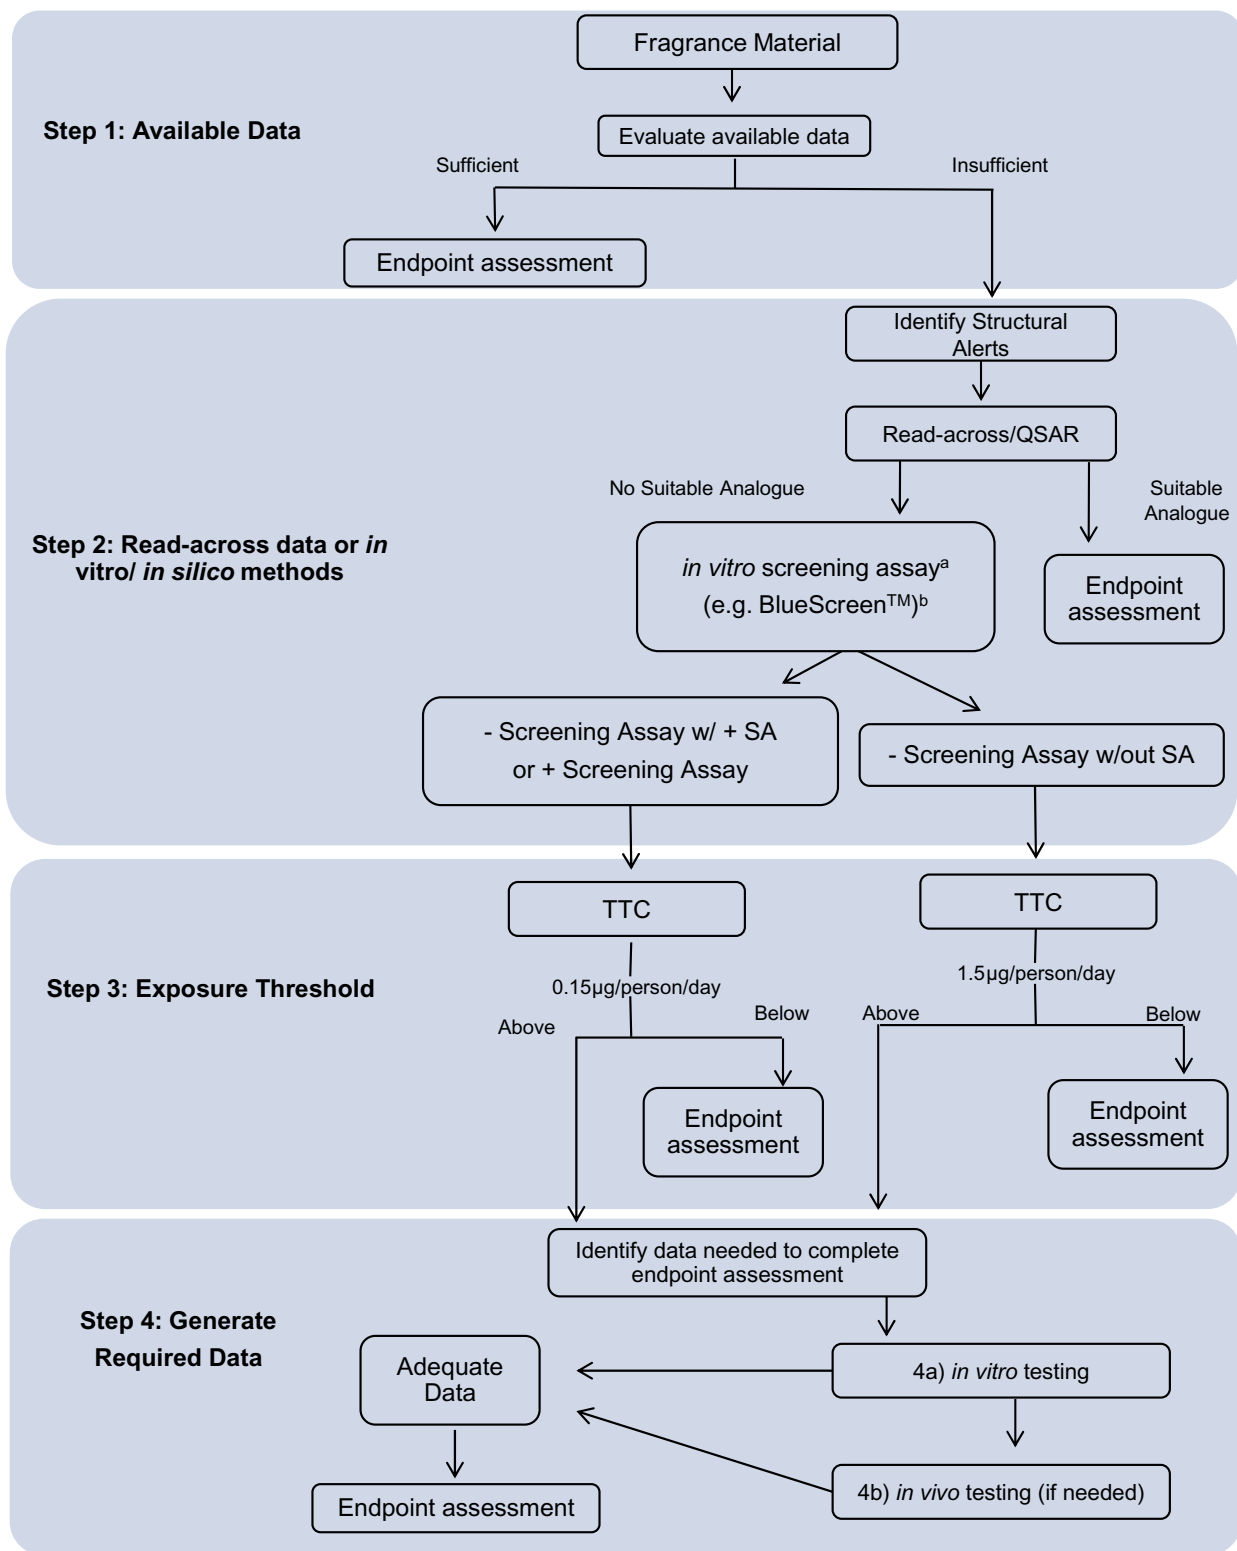 Fragrance Material
Step 1: Available Data
Evaluate available data
Sufficient
Insufficient
Endpoint assessment
Identify Structural
Alerts
Read-across/QSAR
No Suitable Analogue
Suitable
Analogue
Step 2: Read-across data or in
vitro/ in silico methods
in vitro screening assayᵃ
(e.g. BlueScreen™)ᵇ
Endpoint
assessment
- Screening Assay w/ + SA
or + Screening Assay
- Screening Assay w/out SA
TTC
TTC
Step 3: Exposure Threshold
0.15µg/person/day
1.5µg/person/day
Above
Below
Above
Below
Endpoint
assessment
Endpoint
assessment
Identify data needed to complete
endpoint assessment
Step 4: Generate
Required Data
Adequate
Data
4a) in vitro testing
4b) in vivo testing (if needed)
Endpoint assessment